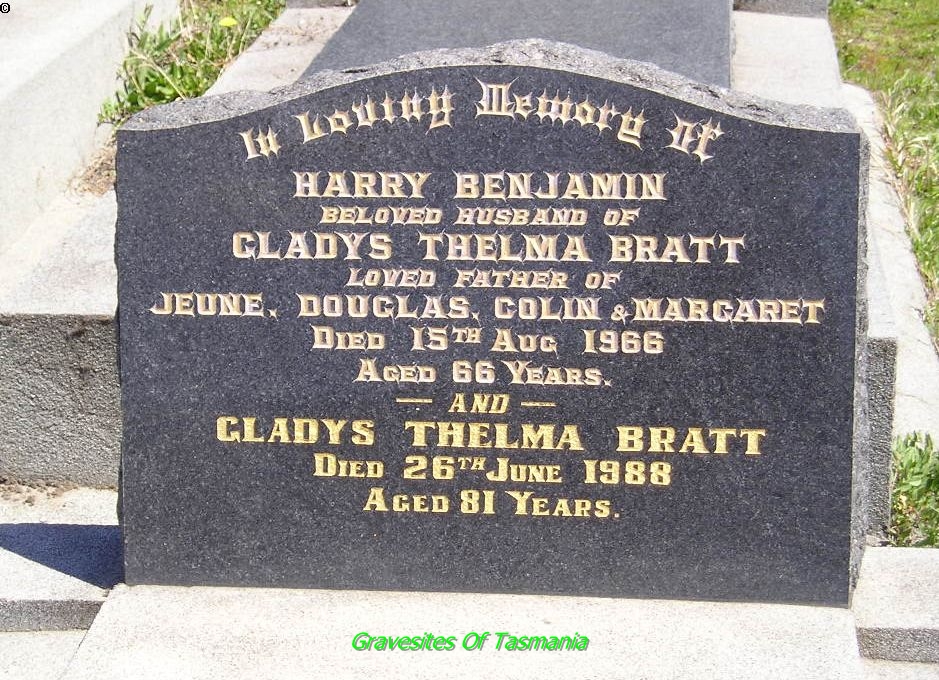 ©
In Loving Memory Of
HARRY BENJAMIN
BELOVED HUSBAND OF
GLADYS THELMA BRATT
LOVED FATHER OF
JEUNE, DOUGLAS, COLIN & MARGARET
DIED 15TH AUG 1966
AGED 66 YEARS.
— AND —
GLADYS THELMA BRATT
DIED 26TH JUNE 1988
AGED 81 YEARS.
Gravesites Of Tasmania